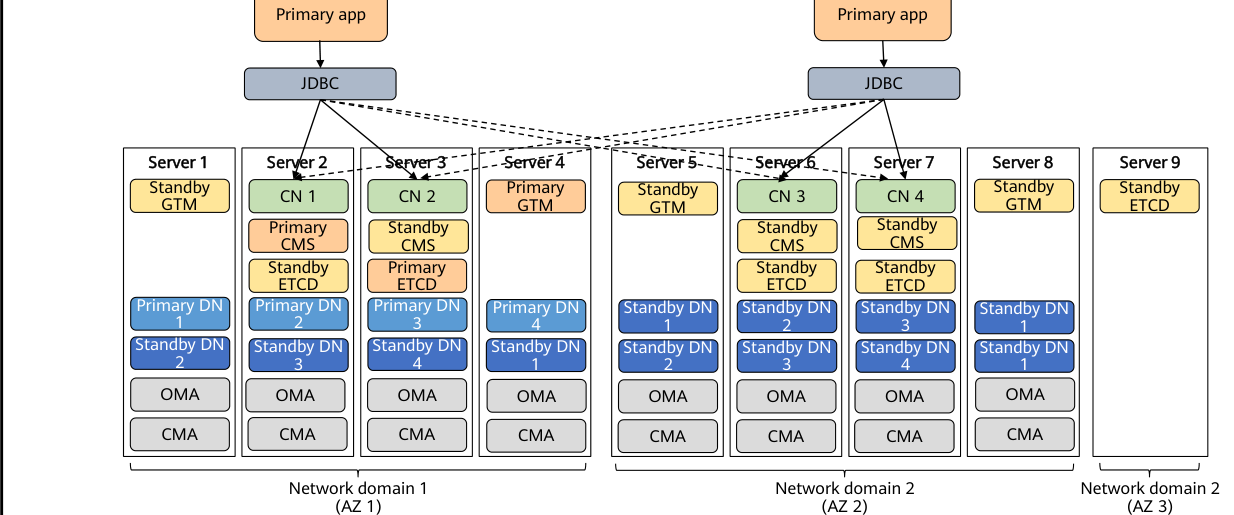 Primary app
Primary app
JDBC
JDBC
Server 1
Server 2
Server 3
Server 4
Server 5
Server 6
Server 7
Server 8
Server 9
Standby
GTM
CN 1
CN 2
Primary
GTM
Standby
GTM
CN 3
CN 4
Standby
GTM
Standby
ETCD
Primary
CMS
Standby
CMS
Standby
CMS
Standby
CMS
Standby
ETCD
Primary
ETCD
Standby
ETCD
Standby
ETCD
Primary DN
1
Primary DN
2
Primary DN
3
Primary DN
4
Standby DN
1
Standby DN
2
Standby DN
3
Standby DN
1
Standby DN
2
Standby DN
3
Standby DN
4
Standby DN
1
Standby DN
2
Standby DN
3
Standby DN
4
Standby DN
1
OMA
OMA
OMA
OMA
OMA
OMA
OMA
OMA
CMA
CMA
CMA
CMA
CMA
CMA
CMA
CMA
Network domain 1
(AZ 1)
Network domain 2
(AZ 2)
Network domain 2
(AZ 3)